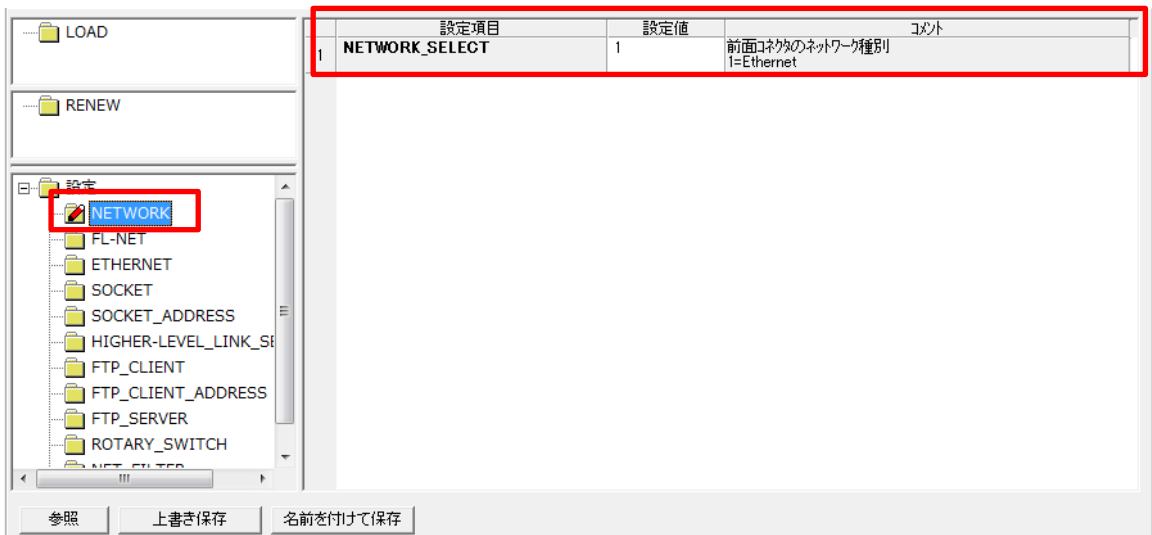 LOAD
RENEW
設定
NETWORK
FL-NET
ETHERNET
SOCKET
SOCKET_ADDRESS
HIGHER-LEVEL_LINK_SE
FTP_CLIENT
FTP_CLIENT_ADDRESS
FTP_SERVER
ROTARY_SWITCH
NET_FILTER
設定項目 設定値 コメント
1 NETWORK_SELECT 1 前面コネクタのネットワーク種別
1=Ethernet
参照 上書き保存 名前を付けて保存